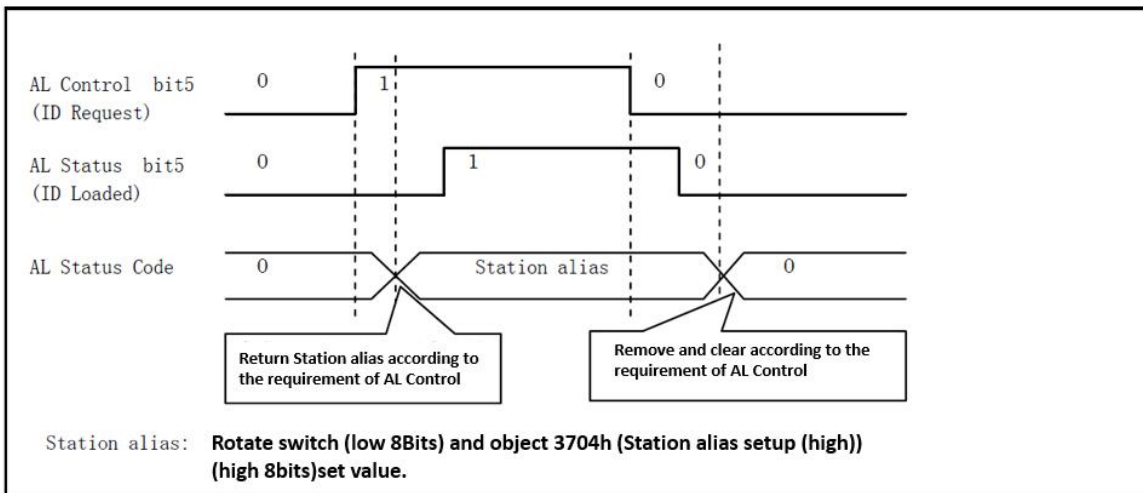 AL Control bit5 0 1 0
(ID Request)
AL Status bit5 0 1 0
(ID Loaded)
AL Status Code 0 Station alias 0
Return Station alias according to
the requirement of AL Control
Remove and clear according to the
requirement of AL Control
Station alias: Rotate switch (low 8Bits) and object 3704h (Station alias setup (high))
(high 8bits)set value.